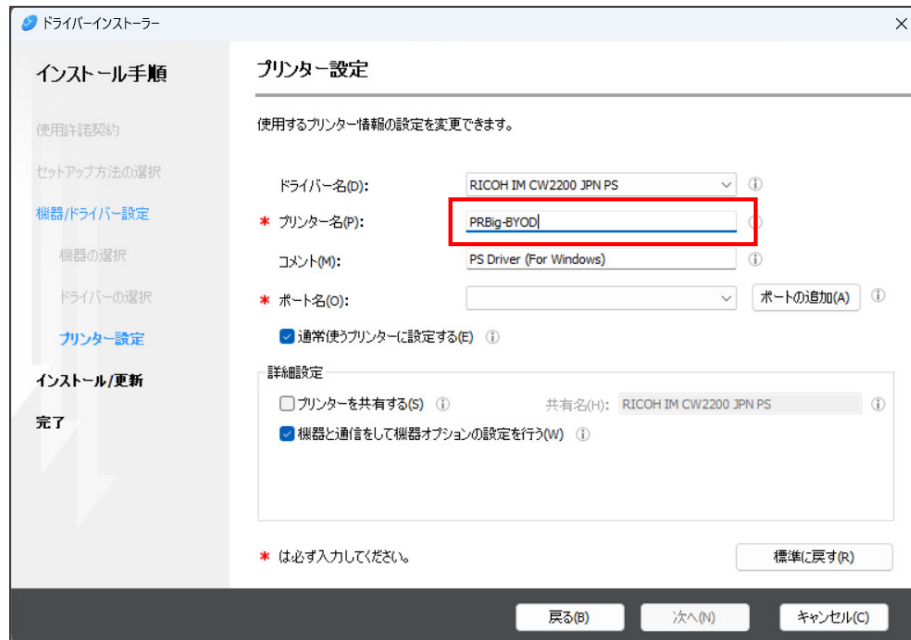 ドライバーインストーラー
インストール手順
使用許諾契約
セットアップ方法の選択
機器/ドライバー設定
機器の選択
ドライバーの選択
プリンター設定
インストール/更新
完了
プリンター設定
使用するプリンター情報の設定を変更できます。
ドライバー名(D): RICOH IM CW2200 JPN PS
* プリンター名(P): PRBig-BYOD
コメント(M): PS Driver (For Windows)
* ポート名(O): ポートの追加(A)
通常使うプリンターに設定する(E)
詳細設定
プリンターを共有する(S) 共有名(H): RICOH IM CW2200 JPN PS
機器と通信をして機器オプションの設定を行う(W)
* は必ず入力してください。 標準に戻す(R)
戻る(B) 次へ(N) キャンセル(C)